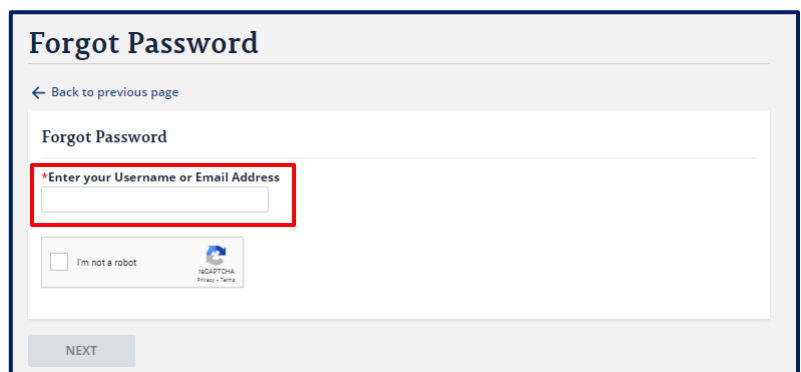 Forgot Password
← Back to previous page
Forgot Password
*Enter your Username or Email Address
I'm not a robot
reCAPTCHA
Privacy - Terms
NEXT